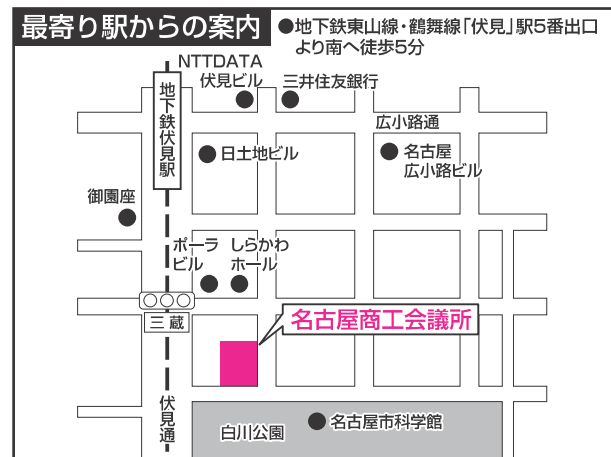 最寄り駅からの案内
●地下鉄東山線・鶴舞線「伏見」駅5番出口
より南へ徒歩5分
NTTDATA
伏見ビル
三井住友銀行
地下鉄伏見駅
広小路通
日土地ビル
名古屋
広小路ビル
御園座
ポーラ
ビル
しらかわ
ホール
三蔵
名古屋商工会議所
伏見通
白川公園
名古屋市科学館